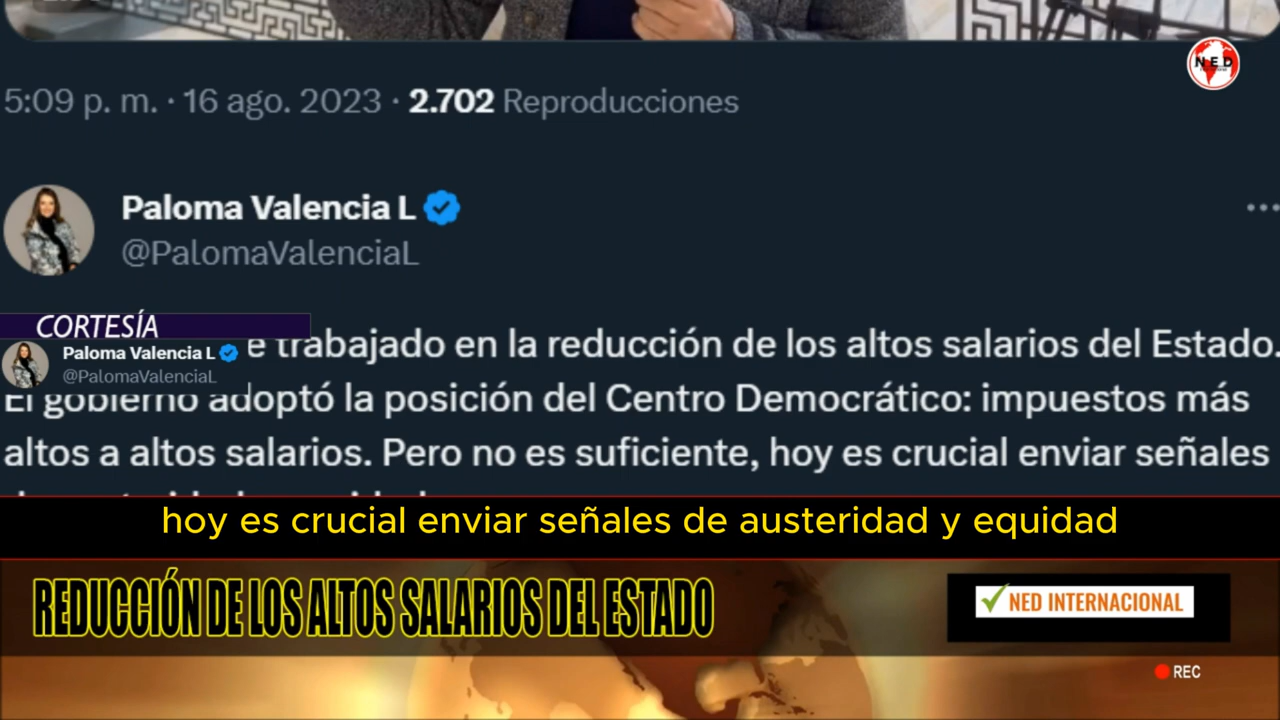 NED
5:09 p. m. · 16 ago. 2023 · 2.702 Reproducciones
Paloma Valencia L
@PalomaValenciaL
CORTESÍA
Paloma Valencia L
@PalomaValenciaL
e trabajado en la reducción de los altos salarios del Estado.
El gobierno adoptó la posición del Centro Democrático: impuestos más
altos a altos salarios. Pero no es suficiente, hoy es crucial enviar señales
hoy es crucial enviar señales de austeridad y equidad
REDUCCIÓN DE LOS ALTOS SALARIOS DEL ESTADO
NED INTERNACIONAL
REC